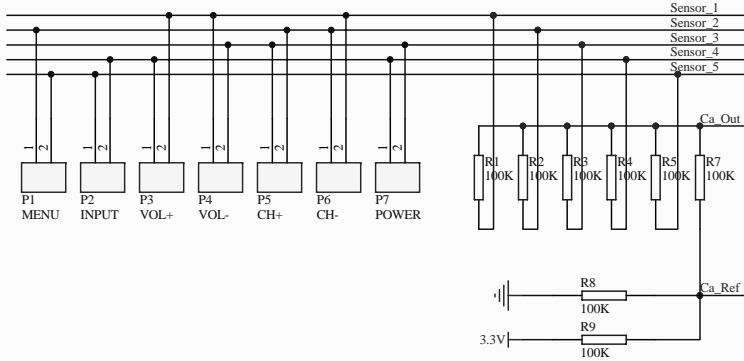 Sensor_1
Sensor_2
Sensor_3
Sensor_4
Sensor_5
Ca_Out
1 2 1 2 1 2 1 2 1 2 1 2 1 2
R1 R2 R3 R4 R5 R7
100K 100K 100K 100K 100K 100K
P1 P2 P3 P4 P5 P6 P7
MENU INPUT VOL+ VOL- CH+ CH- POWER
R8 Ca_Ref
100K
R9
3.3V
100K